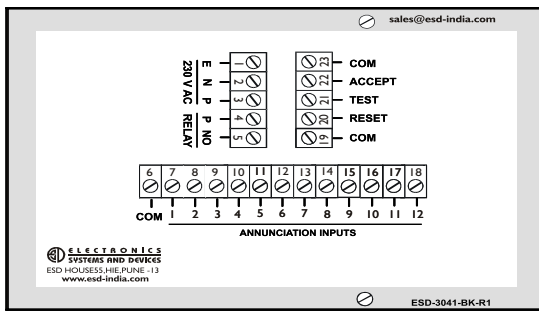 sales@esd-india.com
230 V AC
E 1
N 2
P 3
RELAY
P 4
NO 5
23 COM
22 ACCEPT
21 TEST
20 RESET
19 COM
6 7 8 9 10 11 12 13 14 15 16 17 18
COM 1 2 3 4 5 6 7 8 9 10 11 12
ANNUNCIATION INPUTS
ELECTRONICS
SYSTEMS AND DEVICES
ESD HOUSE55,HIE,PUNE -13
www.esd-india.com
ESD-3041-BK-R1